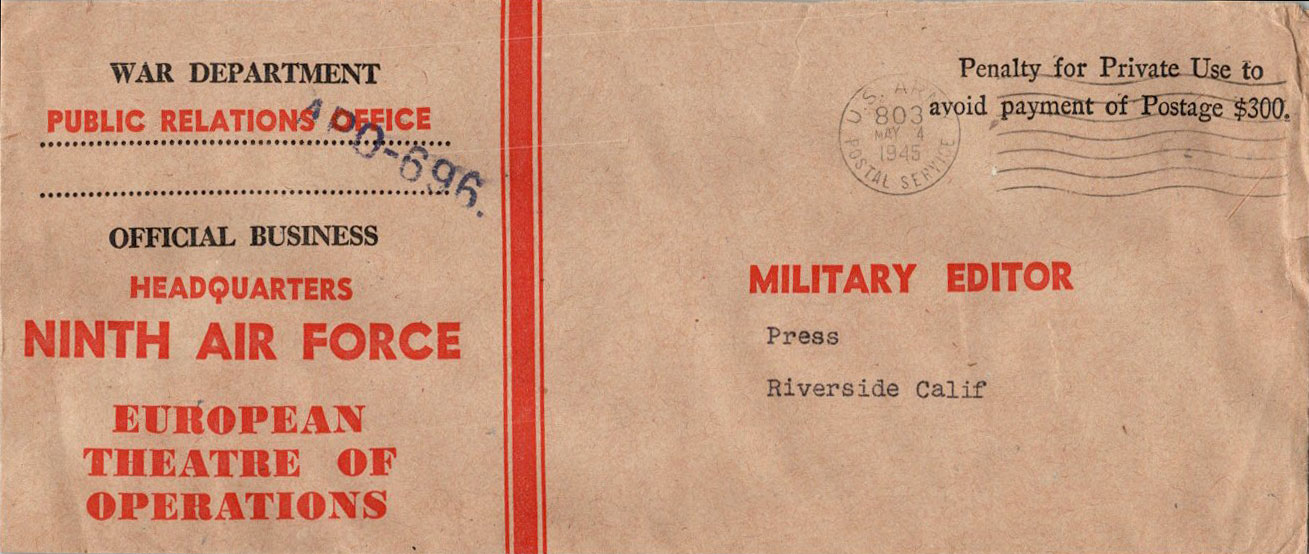 WAR DEPARTMENT
PUBLIC RELATIONS OFFICE
APO-696.
OFFICIAL BUSINESS
HEADQUARTERS
NINTH AIR FORCE
EUROPEAN
THEATRE OF
OPERATIONS
Penalty for Private Use to
avoid payment of Postage $300.
U.S. ARMY
803
MAY 4
1945
POSTAL SERVICE
MILITARY EDITOR
Press
Riverside Calif